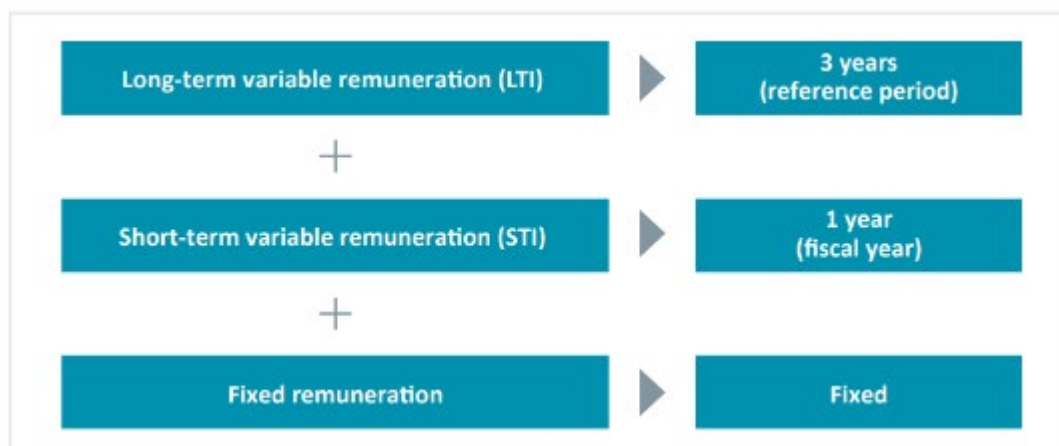 Long-term variable remuneration (LTI)
3 years
(reference period)
+
Short-term variable remuneration (STI)
1 year
(fiscal year)
+
Fixed remuneration
Fixed